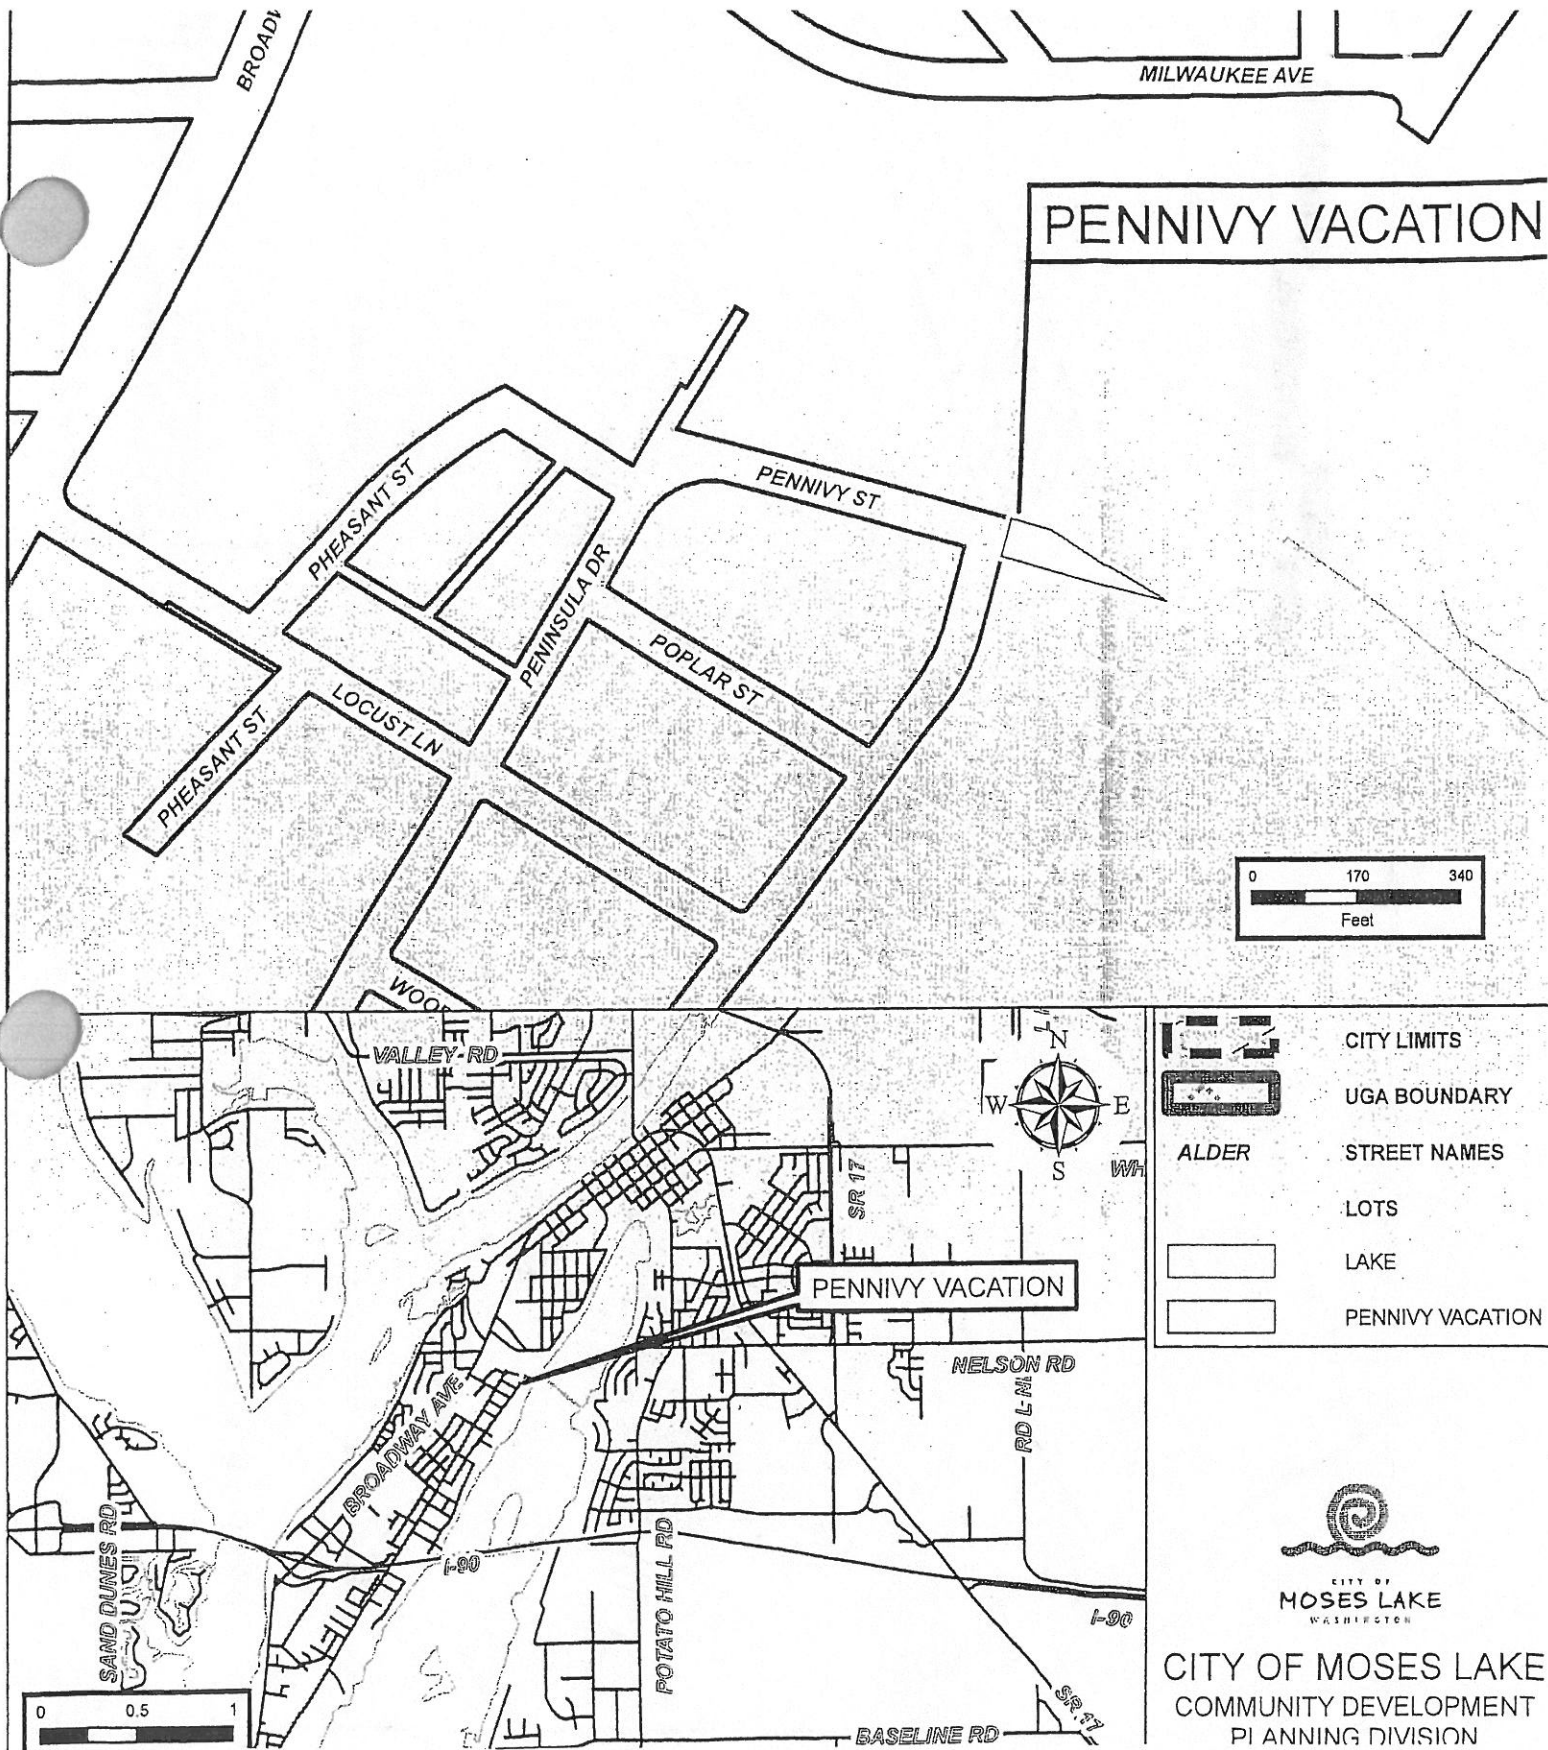 MILWAUKEE AVE
PENNIVY VACATION
PHEASANT ST
PENNIVY ST
PENINSULA DR
POPLAR ST
LOCUST LN
PHEASANT ST
0 170 340
Feet
VALLEY RD
N
W E
S
SR 17
PENNIVY VACATION
NELSON RD
BROADWAY AVE
RD L-NE
SAND DUNES RD
I-90
POTATO HILL RD
I-90
SR 17
BASELINE RD
0 0.5 1
CITY LIMITS
UGA BOUNDARY
ALDER STREET NAMES
LOTS
LAKE
PENNIVY VACATION
CITY OF
MOSES LAKE
WASHINGTON
CITY OF MOSES LAKE
COMMUNITY DEVELOPMENT
PLANNING DIVISION